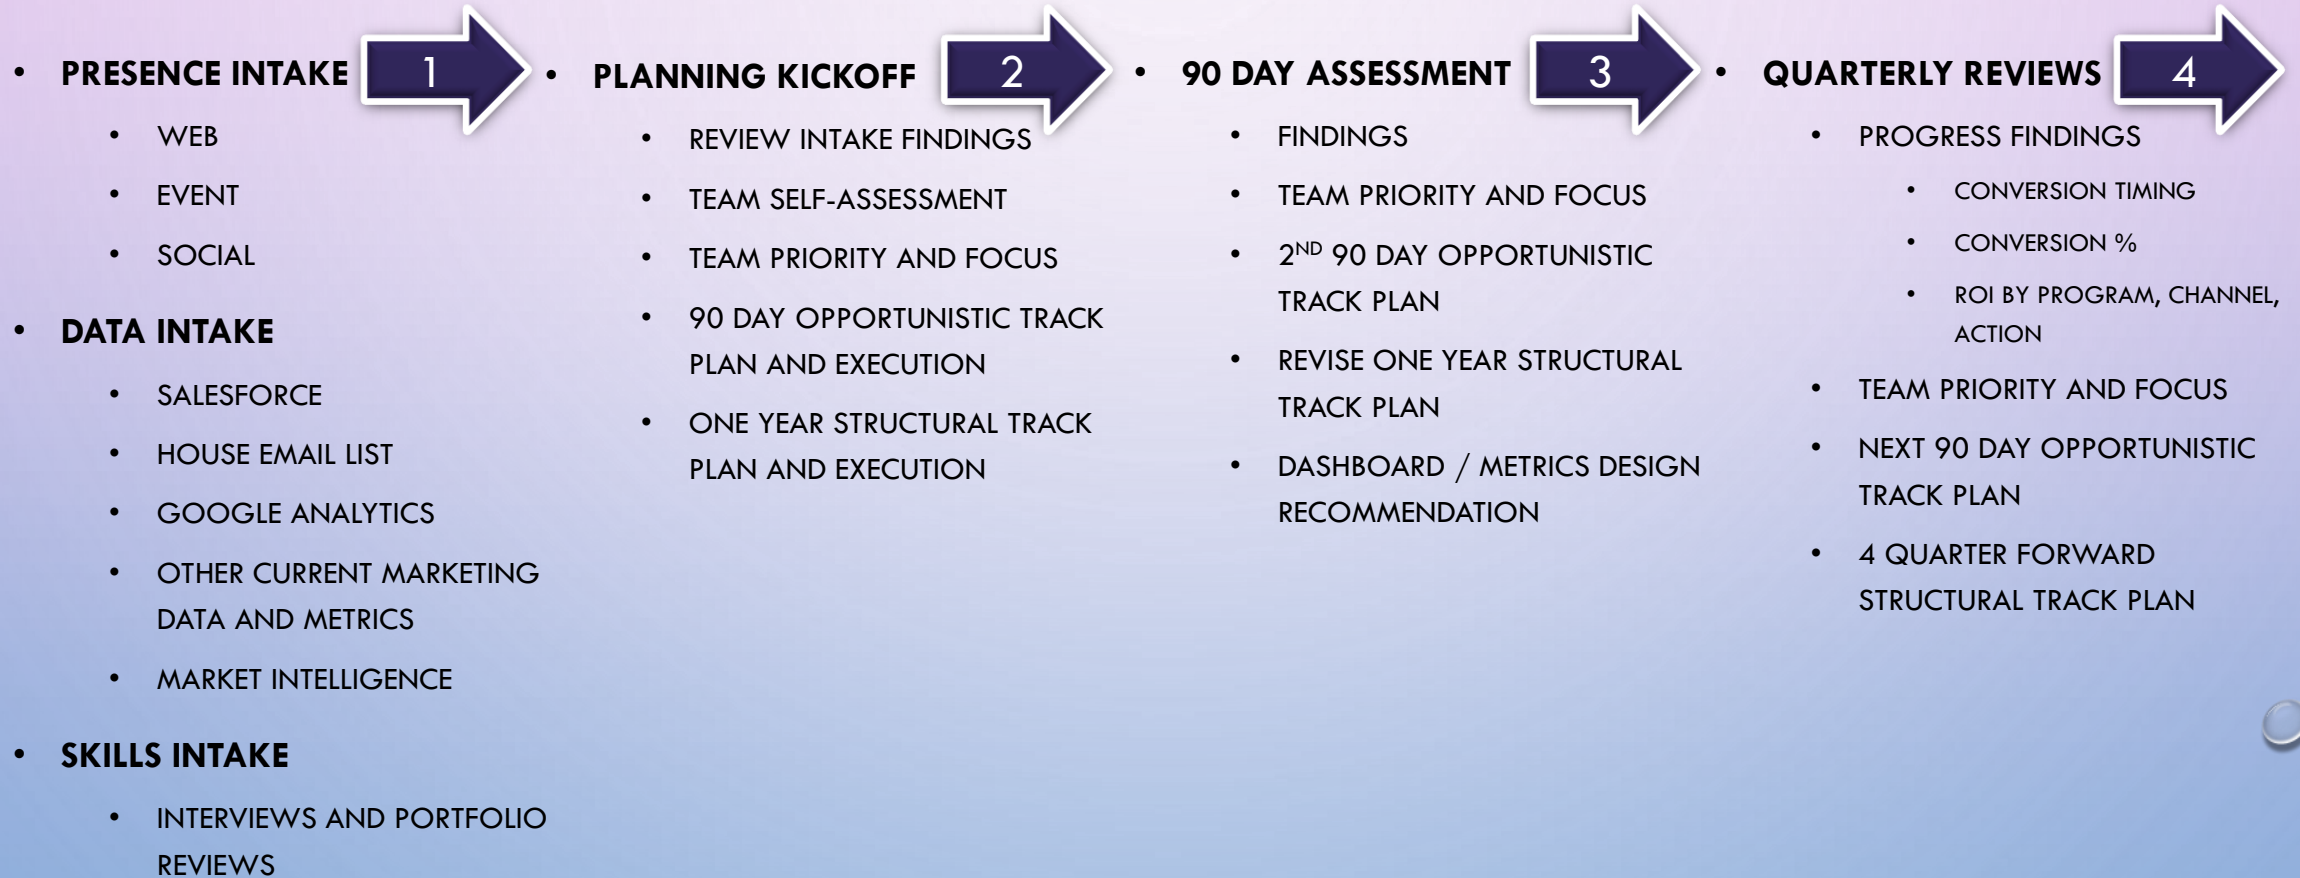 PRESENCE INTAKE
1
WEB
EVENT
SOCIAL
DATA INTAKE
SALESFORCE
HOUSE EMAIL LIST
GOOGLE ANALYTICS
OTHER CURRENT MARKETING
DATA AND METRICS
MARKET INTELLIGENCE
SKILLS INTAKE
INTERVIEWS AND PORTFOLIO
REVIEWS
PLANNING KICKOFF
2
REVIEW INTAKE FINDINGS
TEAM SELF-ASSESSMENT
TEAM PRIORITY AND FOCUS
90 DAY OPPORTUNISTIC TRACK
PLAN AND EXECUTION
ONE YEAR STRUCTURAL TRACK
PLAN AND EXECUTION
90 DAY ASSESSMENT
3
FINDINGS
TEAM PRIORITY AND FOCUS
2ND 90 DAY OPPORTUNISTIC
TRACK PLAN
REVISE ONE YEAR STRUCTURAL
TRACK PLAN
DASHBOARD / METRICS DESIGN
RECOMMENDATION
QUARTERLY REVIEWS
4
PROGRESS FINDINGS
CONVERSION TIMING
CONVERSION %
ROI BY PROGRAM, CHANNEL,
ACTION
TEAM PRIORITY AND FOCUS
NEXT 90 DAY OPPORTUNISTIC
TRACK PLAN
4 QUARTER FORWARD
STRUCTURAL TRACK PLAN